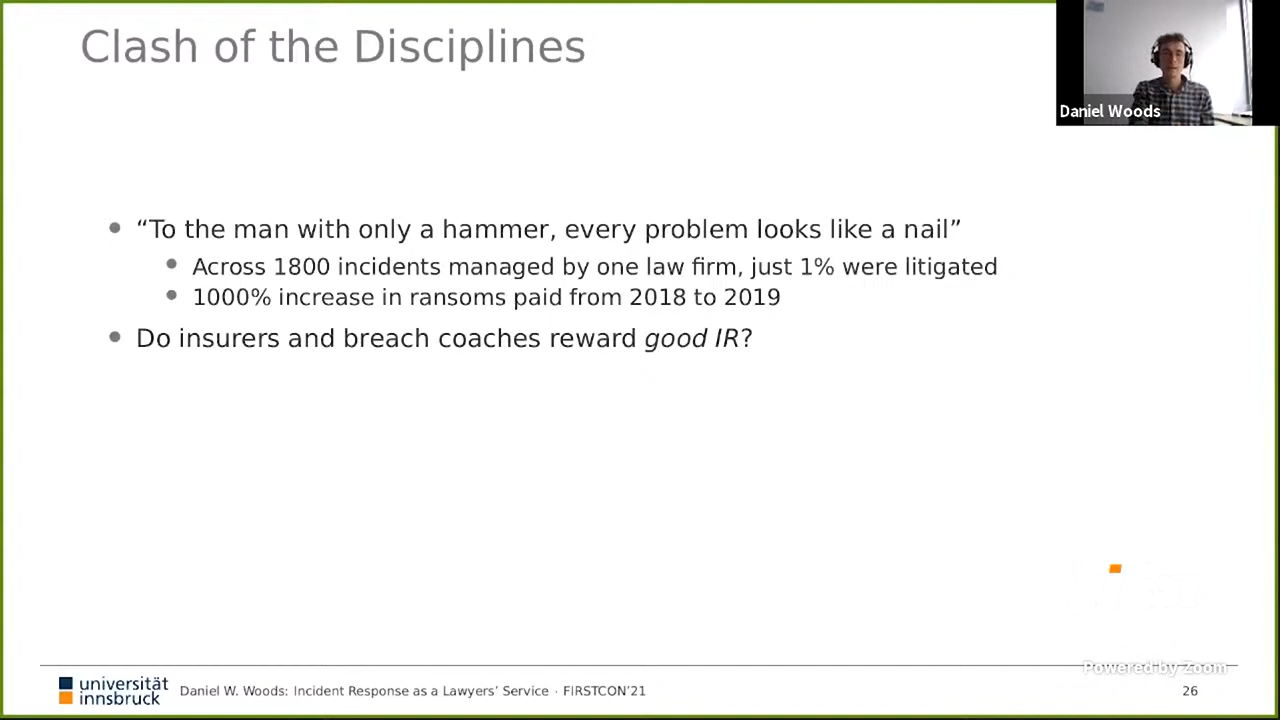 Clash of the Disciplines
Daniel Woods
“To the man with only a hammer, every problem looks like a nail”
Across 1800 incidents managed by one law firm, just 1% were litigated
1000% increase in ransoms paid from 2018 to 2019
Do insurers and breach coaches reward good IR?
Powered by Zoom
universität
innsbruck
Daniel W. Woods: Incident Response as a Lawyers’ Service · FIRSTCON’21
26